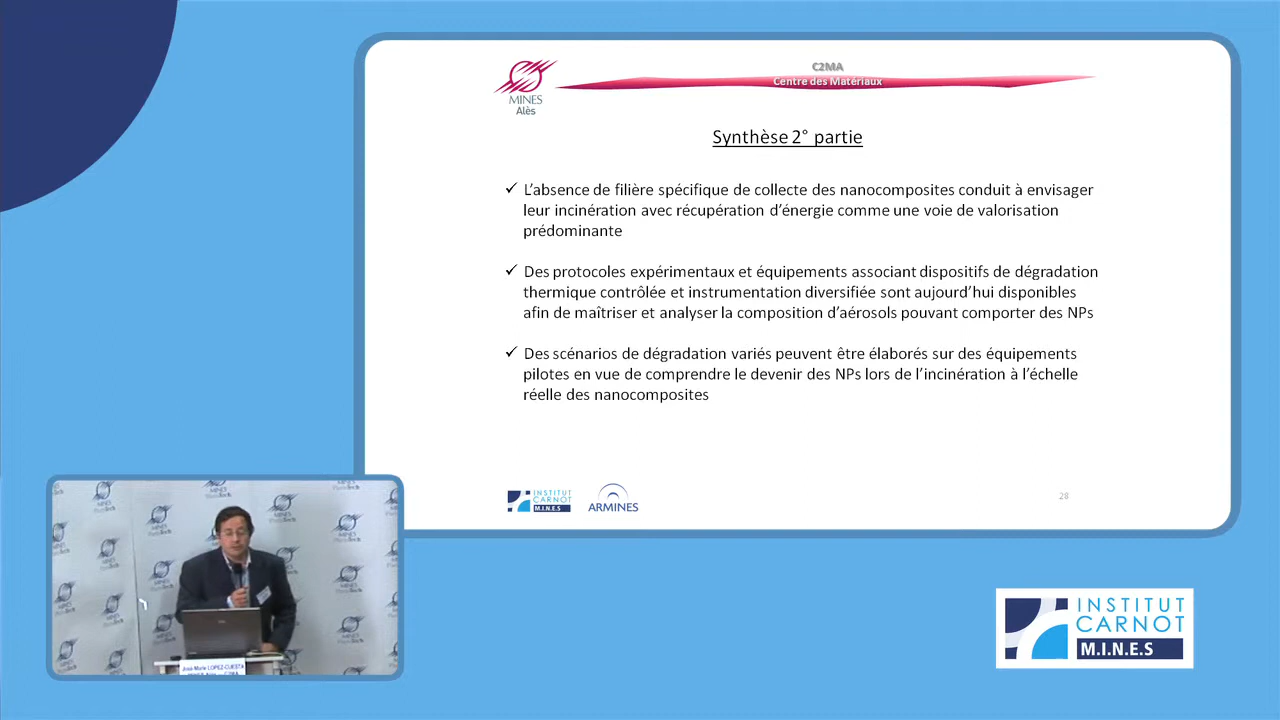 MINES
Alès
C2MA
Centre des Matériaux
Synthèse 2° partie
✓ L'absence de filière spécifique de collecte des nanocomposites conduit à envisager
leur incinération avec récupération d'énergie comme une voie de valorisation
prédominante
✓ Des protocoles expérimentaux et équipements associant dispositifs de dégradation
thermique contrôlée et instrumentation diversifiée sont aujourd'hui disponibles
afin de maîtriser et analyser la composition d'aérosols pouvant comporter des NPs
✓ Des scénarios de dégradation variés peuvent être élaborés sur des équipements
pilotes en vue de comprendre le devenir des NPs lors de l'incinération à l'échelle
réelle des nanocomposites
INSTITUT
CARNOT
M.I.N.E.S
ARMINES
28
José-Marie LOPEZ-CUESTA
INSTITUT
CARNOT
M.I.N.E.S